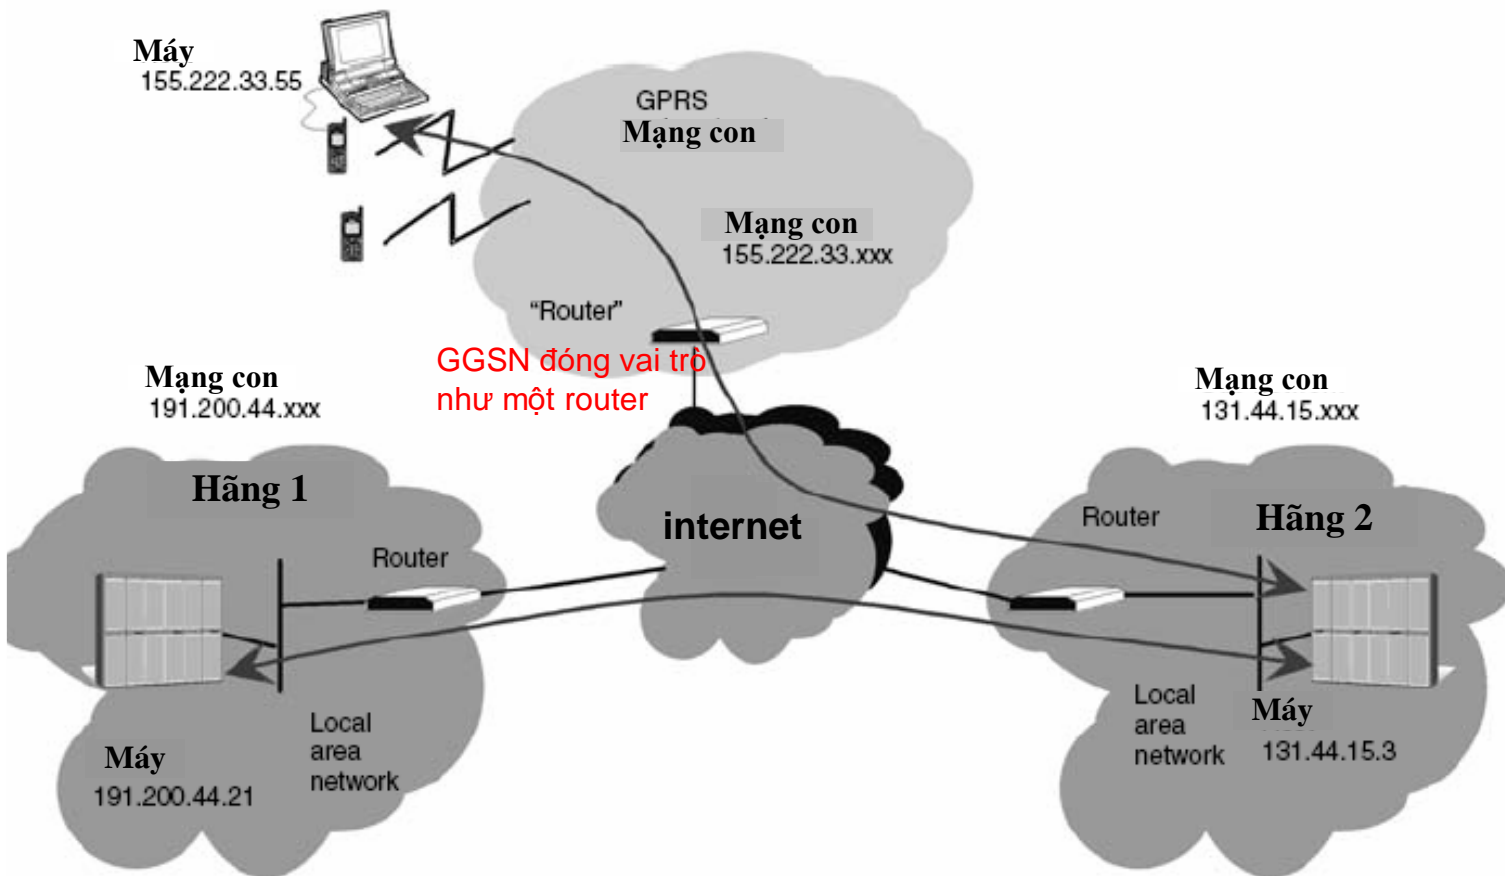 Máy
155.222.33.55
GPRS
Mạng con
Mạng con
155.222.33.xxx
“Router”
GGSN đóng vai trò
như một router
Mạng con
191.200.44.xxx
Mạng con
131.44.15.xxx
Hãng 1
Router
internet
Router
Hãng 2
Local
area
network
Máy
191.200.44.21
Local
area
network
Máy
131.44.15.3